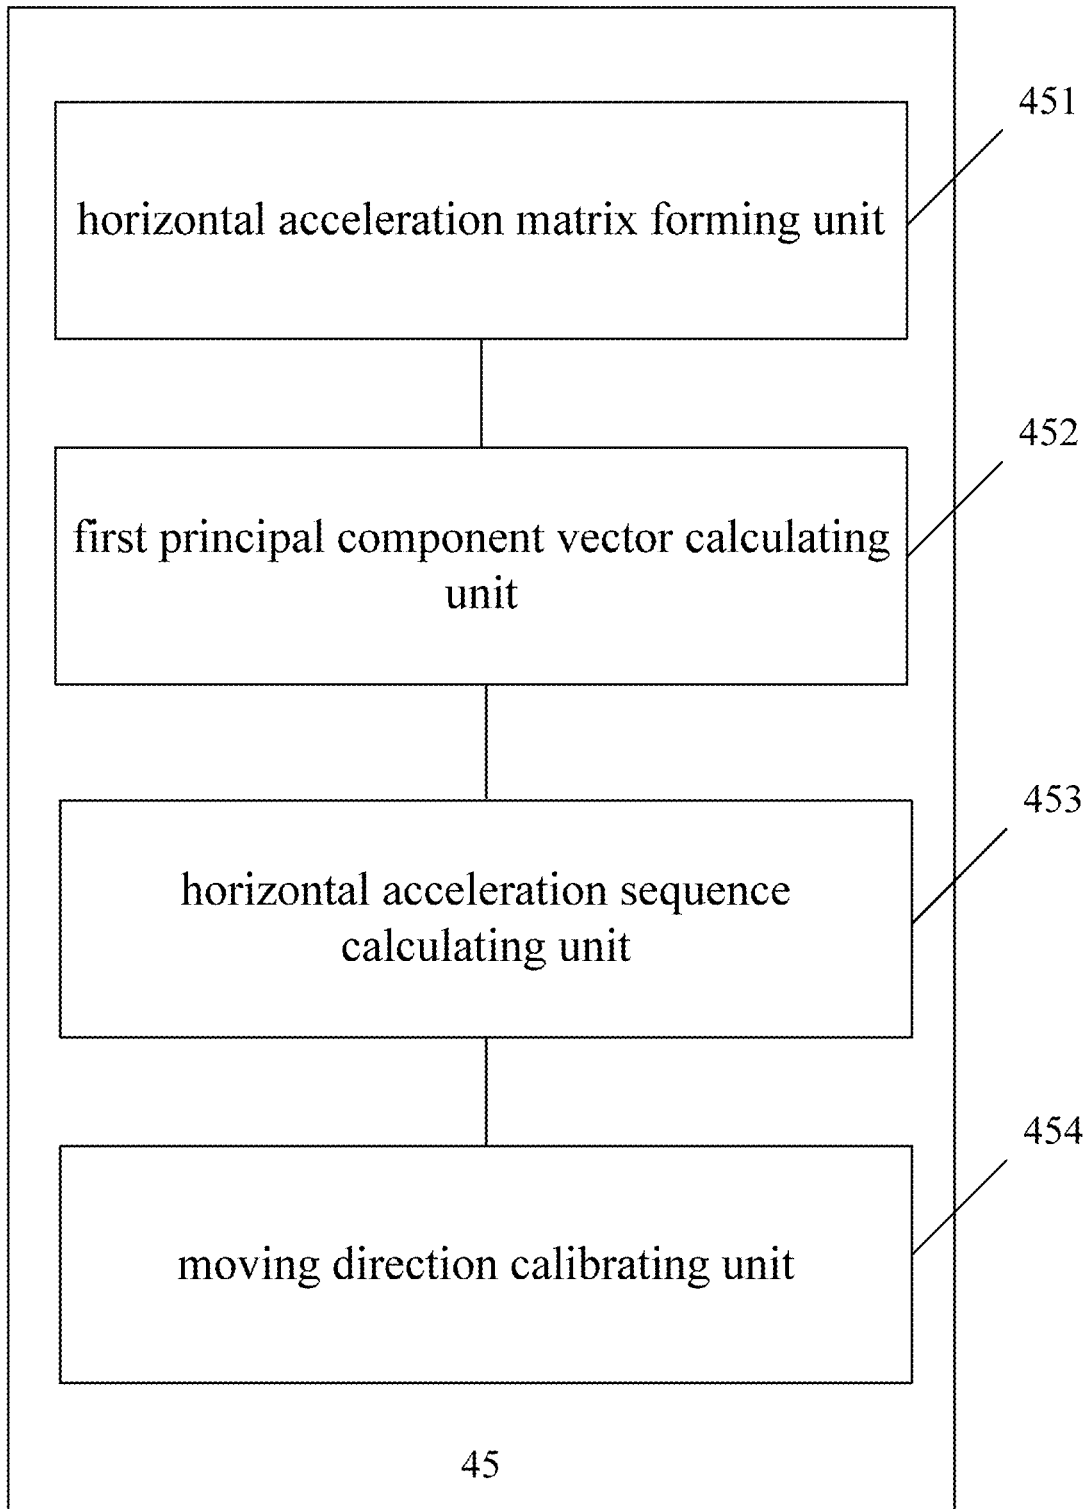 451
horizontal acceleration matrix forming unit
452
first principal component vector calculating
unit
453
horizontal acceleration sequence
calculating unit
454
moving direction calibrating unit
45